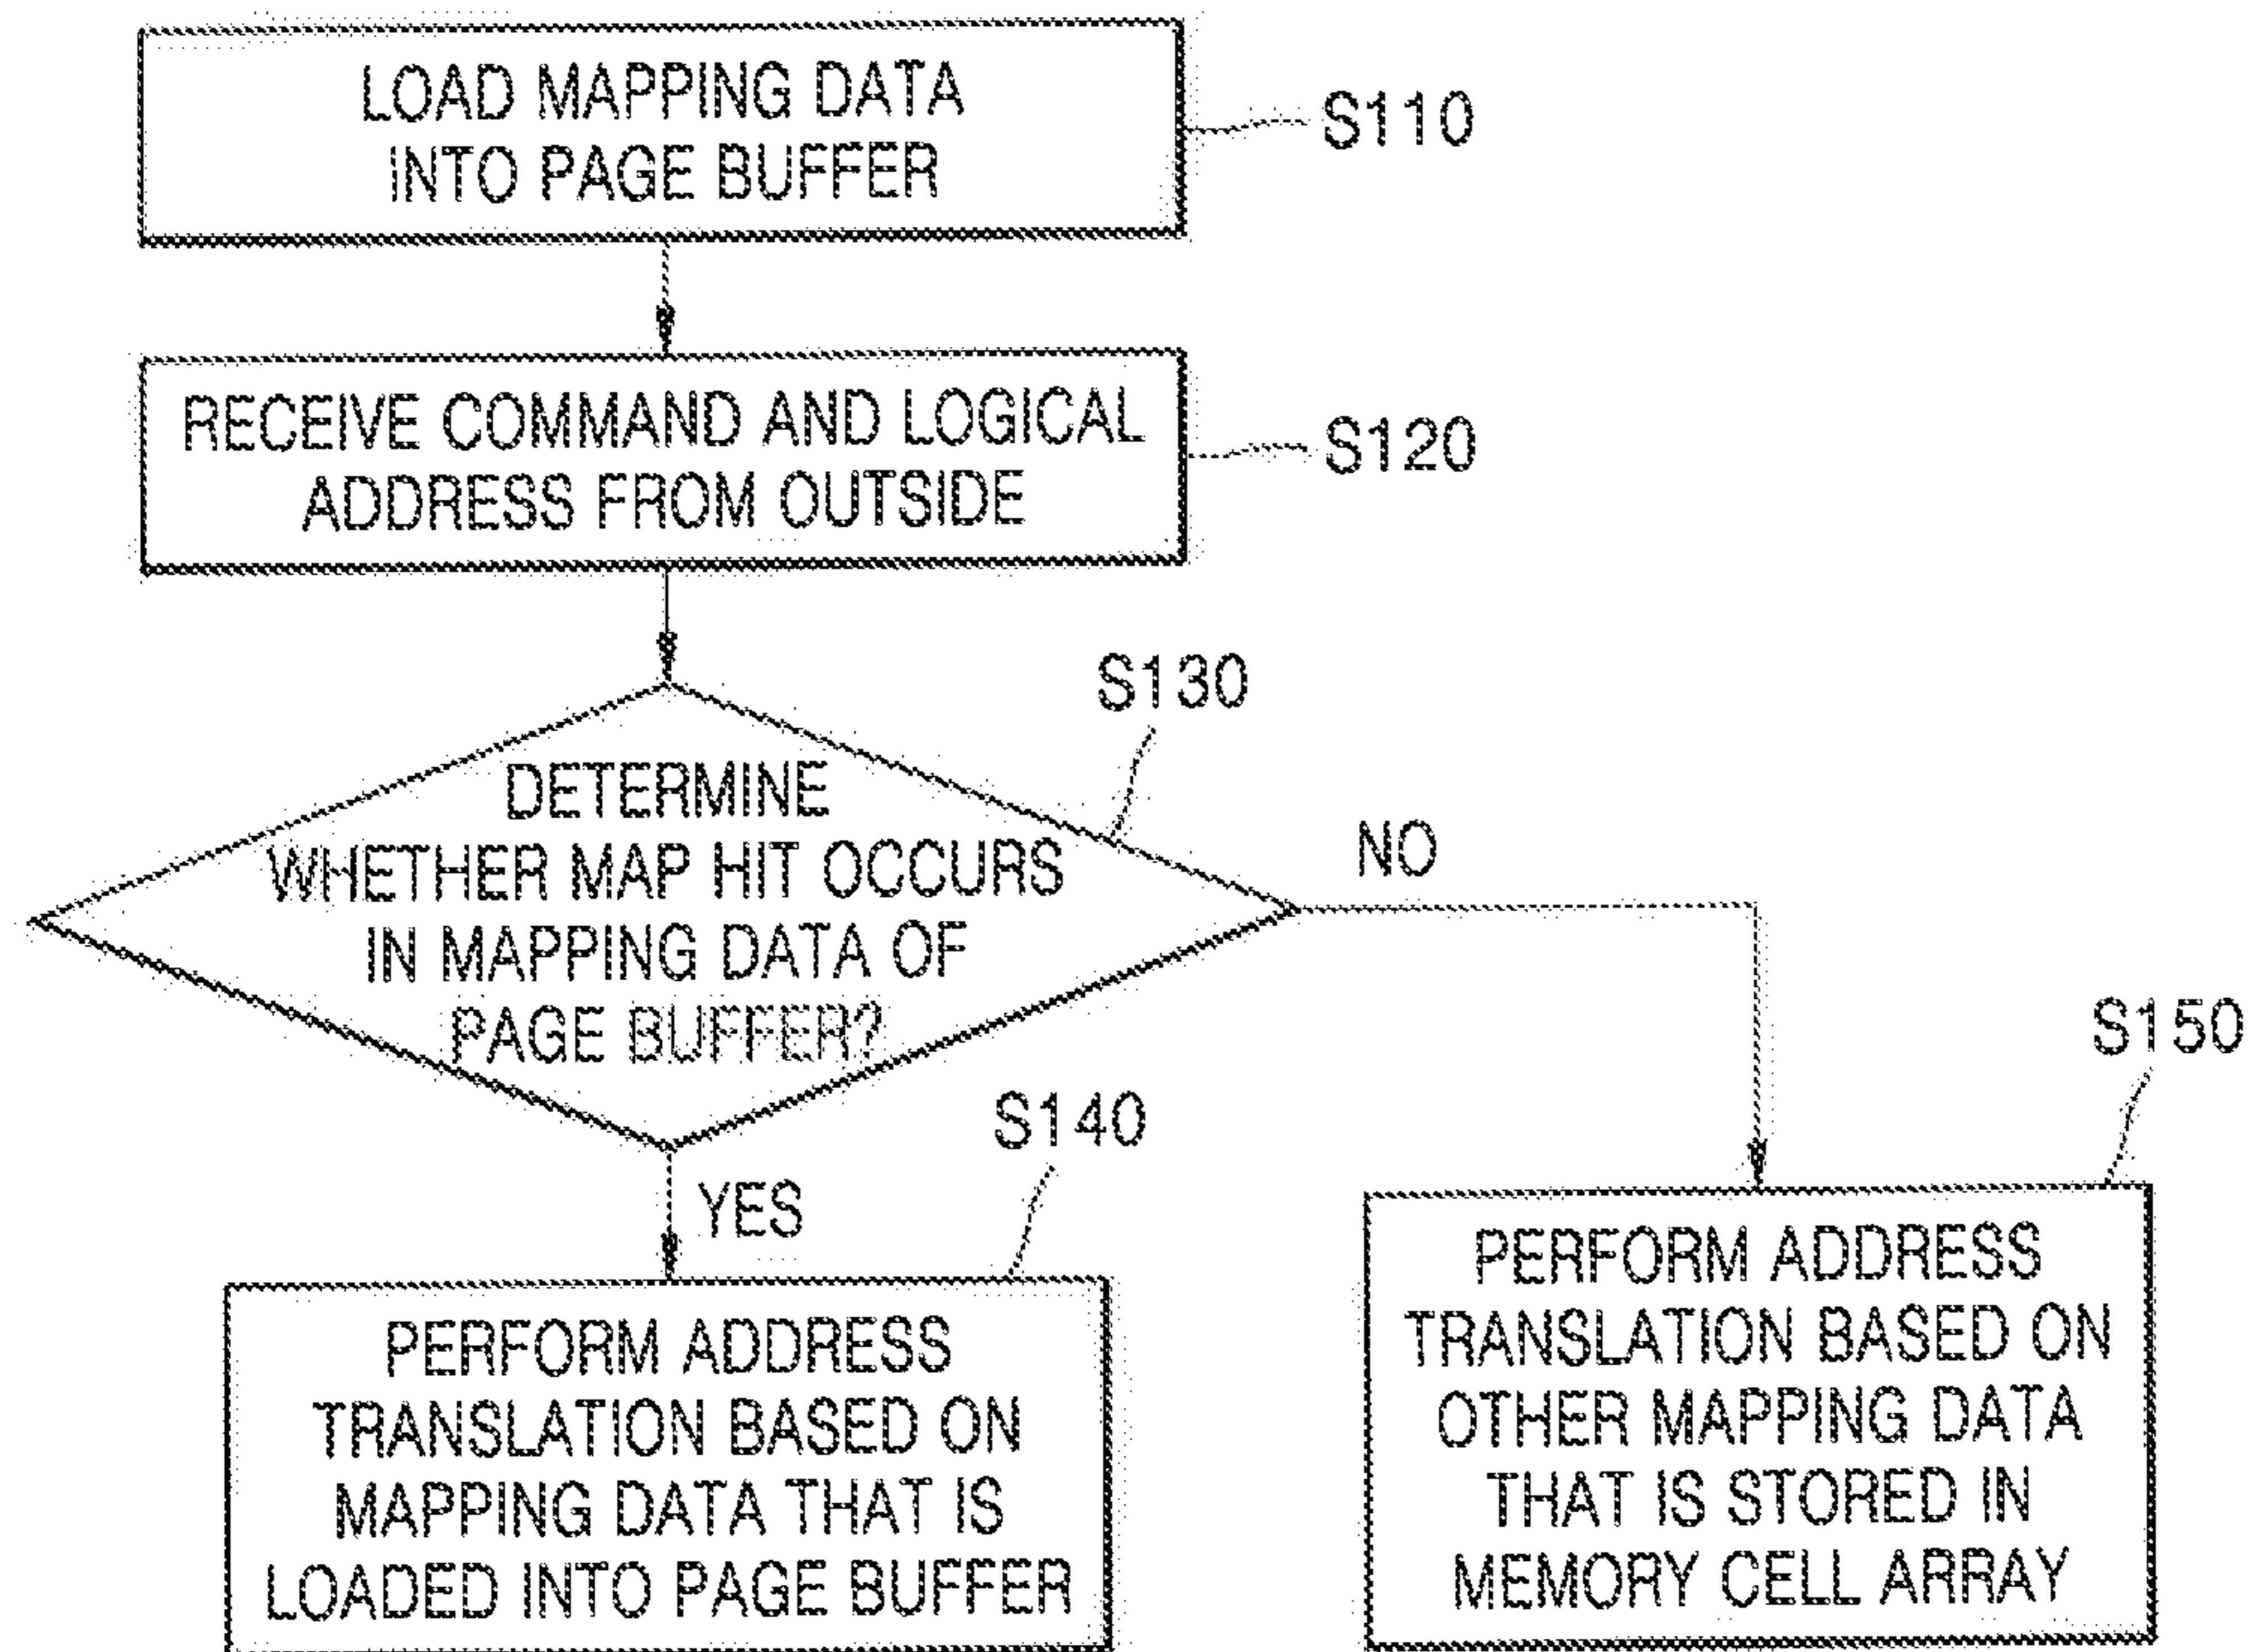 LOAD MAPPING DATA
INTO PAGE BUFFER
S110
RECEIVE COMMAND AND LOGICAL
ADDRESS FROM OUTSIDE
S120
S130
DETERMINE
WHETHER MAP HIT OCCURS
IN MAPPING DATA OF
PAGE BUFFER?
NO
YES
S140
PERFORM ADDRESS
TRANSLATION BASED ON
MAPPING DATA THAT IS
LOADED INTO PAGE BUFFER
S150
PERFORM ADDRESS
TRANSLATION BASED ON
OTHER MAPPING DATA
THAT IS STORED IN
MEMORY CELL ARRAY